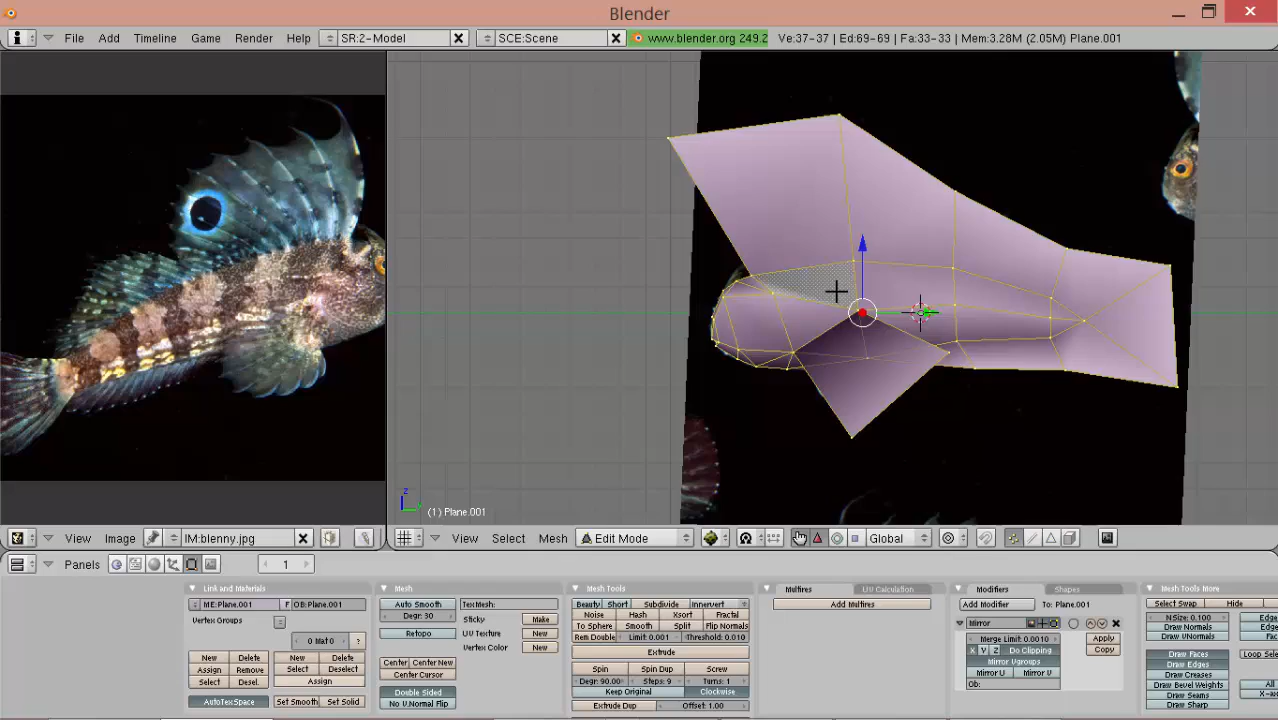 Blender
File Add Timeline Game Render Help SR:2-Model SCE:Scene www.blender.org 249.2 Ve:37-37 | Ed:69-69 | Fa:33-33 | Mem:3.28M (2.05M) Plane.001
z
(1) Plane.001
View Image IM:blenny.jpg View Select Mesh Edit Mode Global
Panels 1
Link and Materials Mesh Mesh Tools Multires UV Calculation Modifiers Shapes Mesh Tools More
ME:Plane.001 F OB:Plane.001 Auto Smooth TexMesh: Beauty Short Subdivide Innervert Add Multires Add Modifier To: Plane.001 Select Swap Hide
Vertex Groups Degr: 30 Sticky Make Noise Hash Xsort Fractal Mirror NSize: 0.100 Edge
Retopo UV Texture New To Sphere Smooth Split Flip Normals Merge Limit: 0.0010 Apply Draw Normals
0 Mat 0 ? Vertex Color New Rem Double Limit: 0.001 Threshold: 0.010 X Y Z Do Clipping Copy Draw VNormals
New Delete New Delete Center Center New Extrude Mirror Vgroups Draw Faces Loop Sele
Assign Remove Select Deselect Center Cursor Spin Spin Dup Screw Mirror U Mirror V Draw Edges
Select Desel. Assign Degr: 90.00 Steps: 9 Turns: 1 Ob: Draw Creases
AutoTexSpace Set Smooth Set Solid Double Sided Keep Original Clockwise Draw Bevel Weights All
No V.Normal Flip Extrude Dup Offset: 1.00 Draw Seams X-ax
Draw Sharp